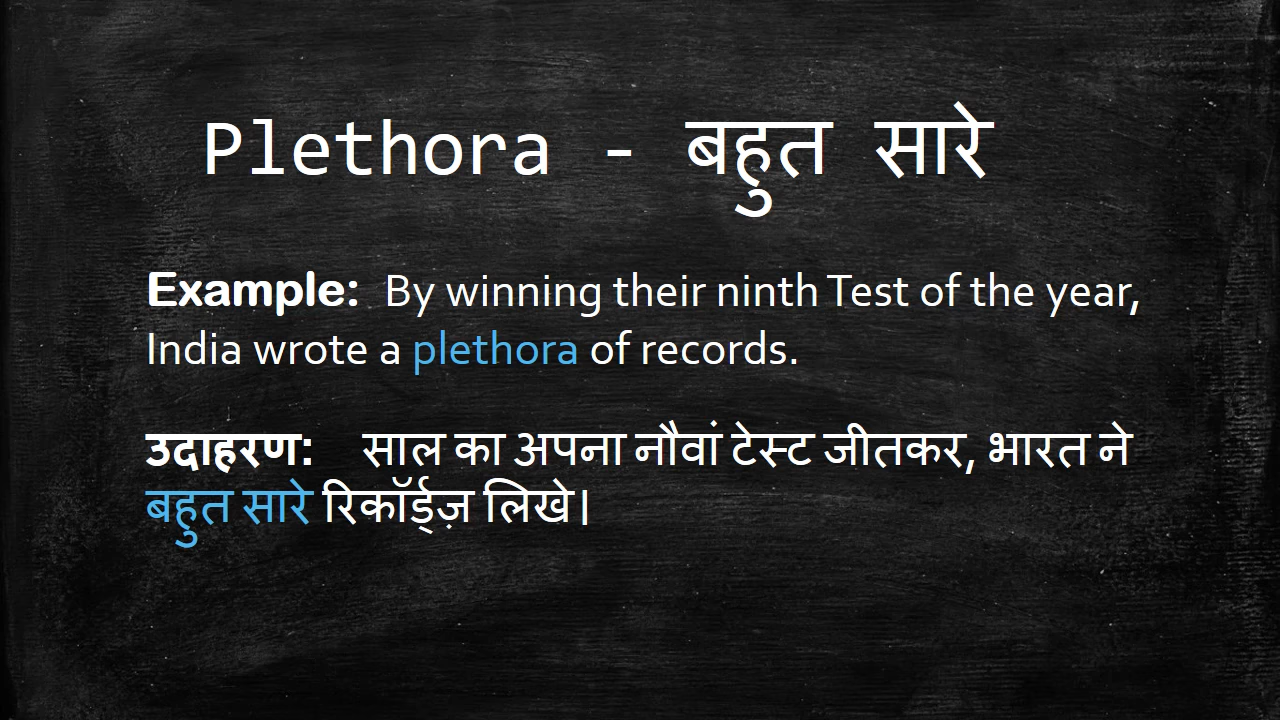 Plethora - बहुत सारे
Example: By winning their ninth Test of the year,
India wrote a plethora of records.
उदाहरण: साल का अपना नौवां टेस्ट जीतकर, भारत ने
बहुत सारे रिकॉर्ड्ज़ लिखे।